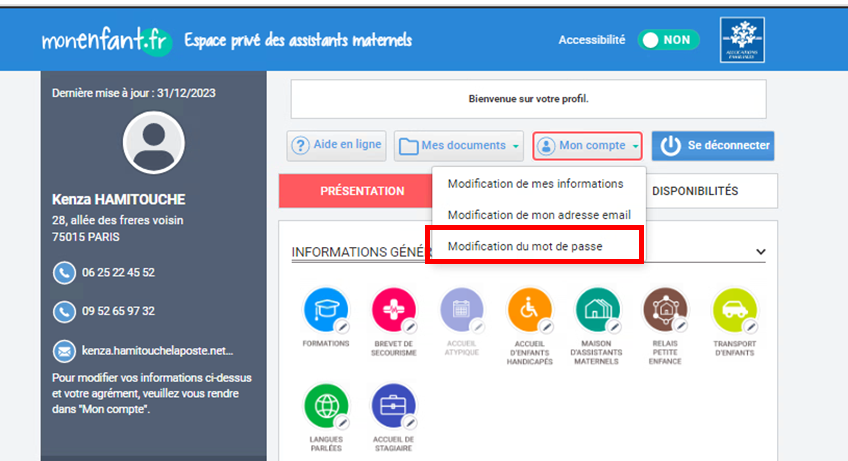 monenfant.fr Espace privé des assistants maternels
Accessibilité NON
Dernière mise à jour : 31/12/2023
Kenza HAMITOUCHE
28, allée des freres voisin
75015 PARIS
06 25 22 45 52
09 52 65 97 32
kenza.hamitouchelaposte.net...
Pour modifier vos informations ci-dessus
et votre agrément, veuillez vous rendre
dans "Mon compte".
Bienvenue sur votre profil.
? Aide en ligne
Mes documents
Mon compte
Se déconnecter
PRÉSENTATION
DISPONIBILITÉS
Modification de mes informations
Modification de mon adresse email
Modification du mot de passe
INFORMATIONS GÉNÉ
FORMATIONS
BREVET DE
SECOURISME
ACCUEIL
ATYPIQUE
ACCUEIL
D'ENFANTS
HANDICAPÉS
MAISON
D'ASSISTANTS
MATERNELS
RELAIS
PETITE
ENFANCE
TRANSPORT
D'ENFANTS
LANGUES
PARLÉES
ACCUEIL DE
STAGIAIRE